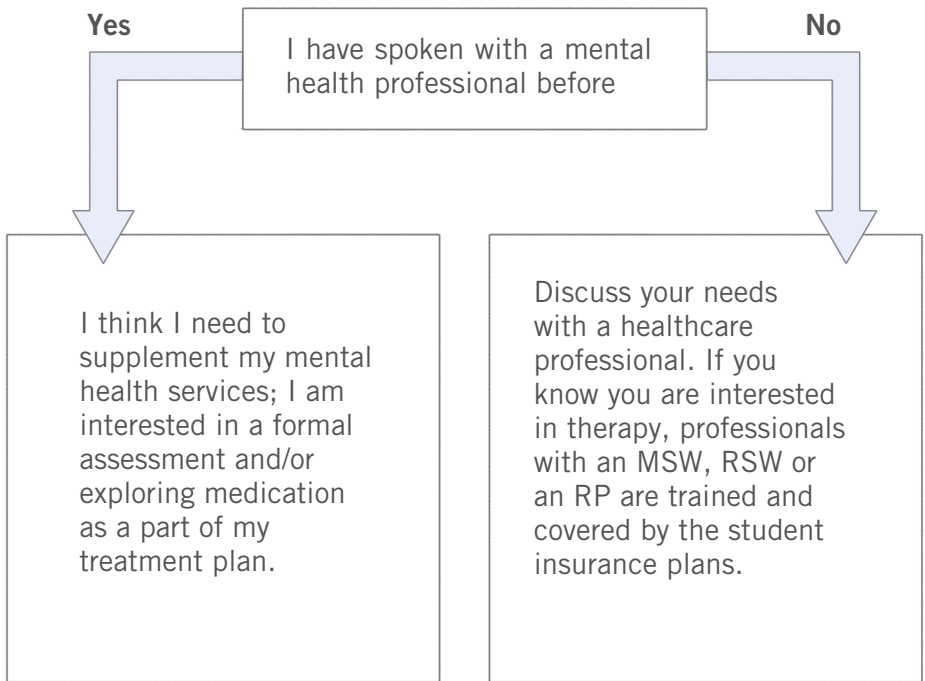 Yes
I have spoken with a mental
health professional before
No
I think I need to
supplement my mental
health services; I am
interested in a formal
assessment and/or
exploring medication
as a part of my
treatment plan.
Discuss your needs
with a healthcare
professional. If you
know you are interested
in therapy, professionals
with an MSW, RSW or
an RP are trained and
covered by the student
insurance plans.